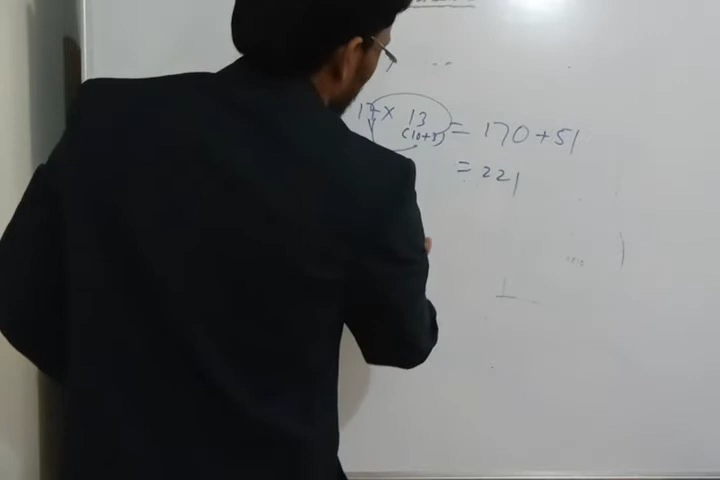 17 × 13 = 170 + 51
(10+3)
= 221